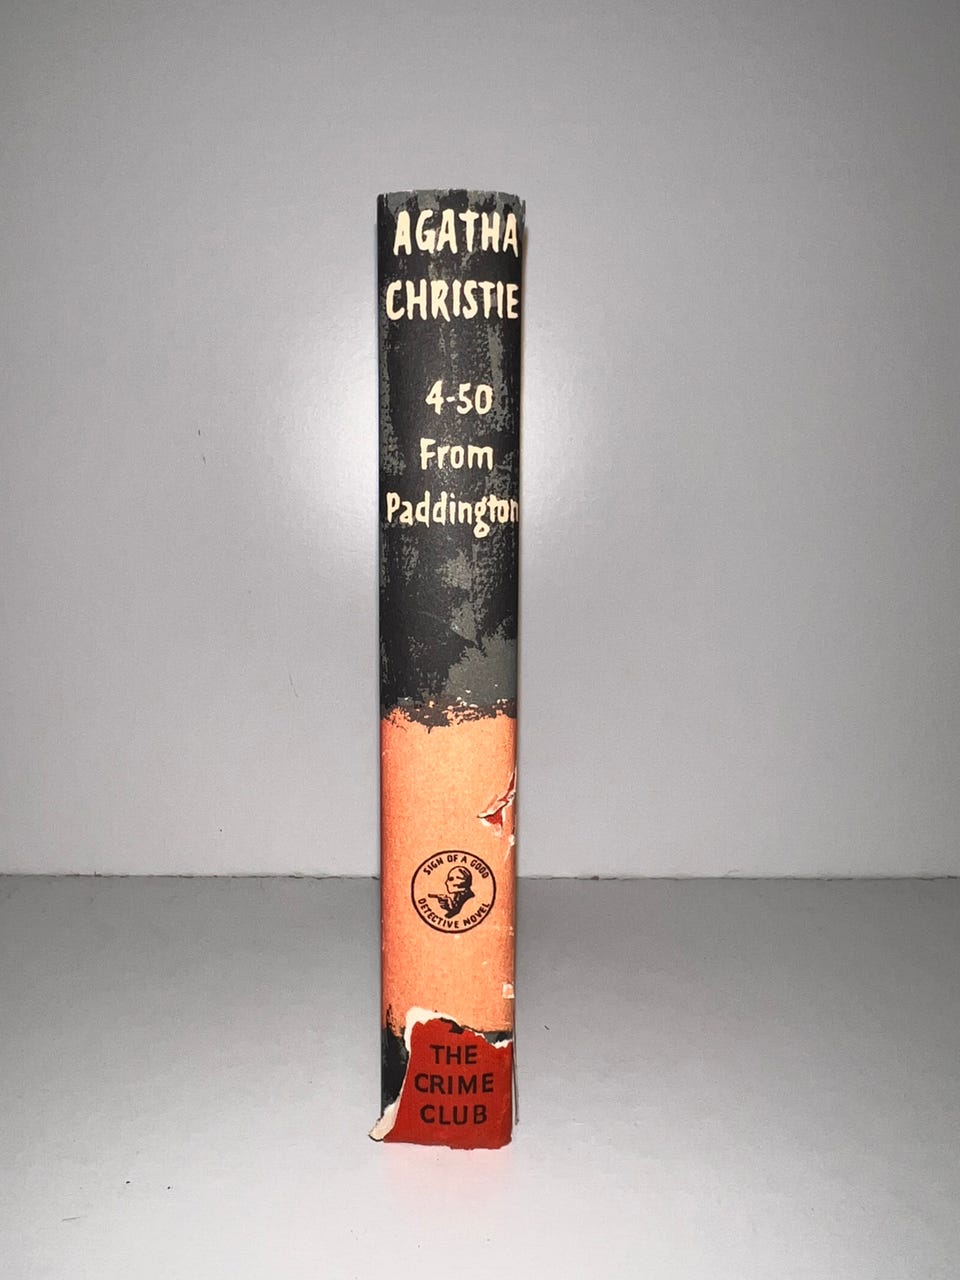 AGATHA
CHRISTIE
4-50
From
Paddington
SIGN OF A GOOD
DETECTIVE NOVEL
THE
CRIME
CLUB